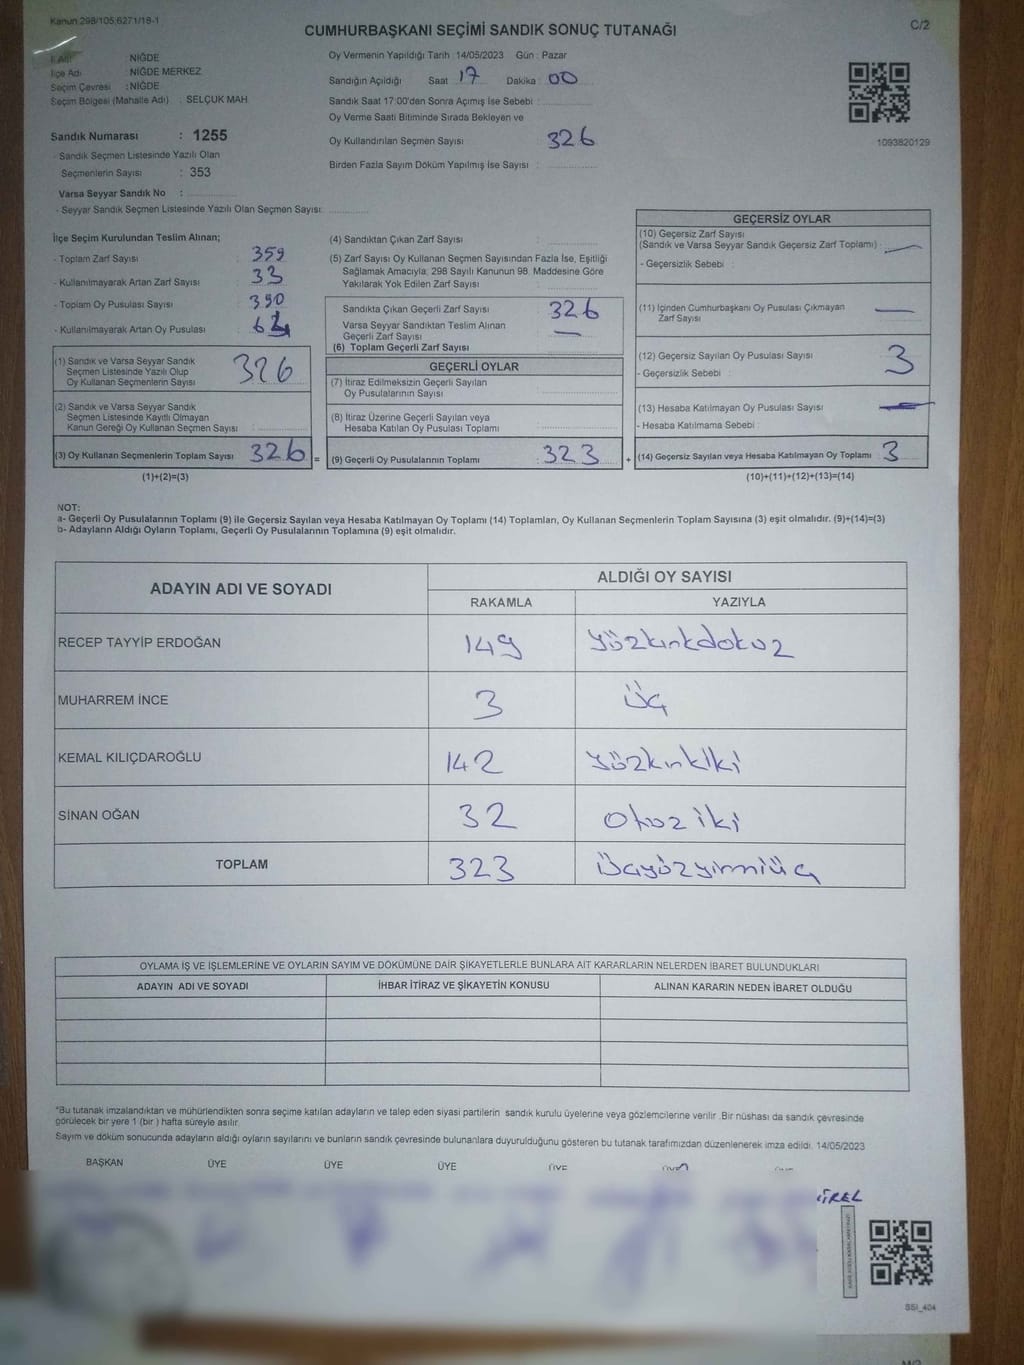 Kanun 298/105;6271/18-1
CUMHURBAŞKANI SEÇİMİ SANDIK SONUÇ TUTANAĞI
C/2
İl Adı : NİĞDE
İlçe Adı : NİĞDE MERKEZ
Seçim Çevresi : NİĞDE
Seçim Bölgesi (Mahalle Adı) : SELÇUK MAH
Sandık Numarası : 1255
- Sandık Seçmen Listesinde Yazılı Olan
Seçmenlerin Sayısı : 353
Varsa Seyyar Sandık No :
- Seyyar Sandık Seçmen Listesinde Yazılı Olan Seçmen Sayısı:
Oy Vermenin Yapıldığı Tarih : 14/05/2023 Gün : Pazar
Sandığın Açıldığı Saat : 17 Dakika : 00
Sandık Saat 17:00'den Sonra Açımış İse Sebebi :
Oy Verme Saati Bitiminde Sırada Bekleyen ve
Oy Kullandırılan Seçmen Sayısı : 326
Birden Fazla Sayım Döküm Yapılmış İse Sayısı :
1093820129
İlçe Seçim Kurulundan Teslim Alınan;
- Toplam Zarf Sayısı : 359
- Kullanılmayarak Artan Zarf Sayısı : 33
- Toplam Oy Pusulası Sayısı : 390
- Kullanılmayarak Artan Oy Pusulası :
(1) Sandık ve Varsa Seyyar Sandık
Seçmen Listesinde Yazılı Olup
Oy Kullanan Seçmenlerin Sayısı 326
(2) Sandık ve Varsa Seyyar Sandık
Seçmen Listesinde Kayıtlı Olmayan
Kanun Gereği Oy Kullanan Seçmen Sayısı :
(3) Oy Kullanan Seçmenlerin Toplam Sayısı 326 =
(1)+(2)=(3)
(4) Sandıktan Çıkan Zarf Sayısı :
(5) Zarf Sayısı Oy Kullanan Seçmen Sayısından Fazla İse, Eşitliği
Sağlamak Amacıyla, 298 Sayılı Kanunun 98. Maddesine Göre
Yakılarak Yok Edilen Zarf Sayısı :
Sandıkta Çıkan Geçerli Zarf Sayısı : 326
Varsa Seyyar Sandıktan Teslim Alınan
Geçerli Zarf Sayısı : —
(6) Toplam Geçerli Zarf Sayısı :
GEÇERLİ OYLAR
(7) İtiraz Edilmeksizin Geçerli Sayılan
Oy Pusulalarının Sayısı :
(8) İtiraz Üzerine Geçerli Sayılan veya
Hesaba Katılan Oy Pusulası Toplamı :
(9) Geçerli Oy Pusulalarının Toplamı : 323 +
GEÇERSİZ OYLAR
(10) Geçersiz Zarf Sayısı
(Sandık ve Varsa Seyyar Sandık Geçersiz Zarf Toplamı) : —
- Geçersizlik Sebebi :
(11) İçinden Cumhurbaşkanı Oy Pusulası Çıkmayan
Zarf Sayısı : —
(12) Geçersiz Sayılan Oy Pusulası Sayısı : 3
- Geçersizlik Sebebi :
(13) Hesaba Katılmayan Oy Pusulası Sayısı : —
- Hesaba Katılmama Sebebi :
(14) Geçersiz Sayılan veya Hesaba Katılmayan Oy Toplamı : 3
(10)+(11)+(12)+(13)=(14)
NOT:
a- Geçerli Oy Pusulalarının Toplamı (9) ile Geçersiz Sayılan veya Hesaba Katılmayan Oy Toplamı (14) Toplamları, Oy Kullanan Seçmenlerin Toplam Sayısına (3) eşit olmalıdır. (9)+(14)=(3)
b- Adayların Aldığı Oyların Toplamı, Geçerli Oy Pusulalarının Toplamına (9) eşit olmalıdır.
ADAYIN ADI VE SOYADI ALDIĞI OY SAYISI
RAKAMLA YAZIYLA
RECEP TAYYİP ERDOĞAN 149 yüzkırkdokuz
MUHARREM İNCE 3 üç
KEMAL KILIÇDAROĞLU 142 yüzkırkiki
SİNAN OĞAN 32 otuz iki
TOPLAM 323 üçyüzyirmiüç
OYLAMA İŞ VE İŞLEMLERİNE VE OYLARIN SAYIM VE DÖKÜMÜNE DAİR ŞİKAYETLERLE BUNLARA AİT KARARLARIN NELERDEN İBARET BULUNDUKLARI
ADAYIN ADI VE SOYADI İHBAR İTİRAZ VE ŞİKAYETİN KONUSU ALINAN KARARIN NEDEN İBARET OLDUĞU
*Bu tutanak imzalandıktan ve mühürlendikten sonra seçime katılan adayların ve talep eden siyasi partilerin sandık kurulu üyelerine veya gözlemcilerine verilir. Bir nüshası da sandık çevresinde
görülecek bir yere 1 (bir ) hafta süreyle asılır.
Sayım ve döküm sonucunda adayların aldığı oyların sayılarını ve bunların sandık çevresinde bulunanlara duyurulduğunu gösteren bu tutanak tarafımızdan düzenlenerek imza edildi. 14/05/2023
BAŞKAN ÜYE ÜYE ÜYE ÜYE ÜYE
SSI_404